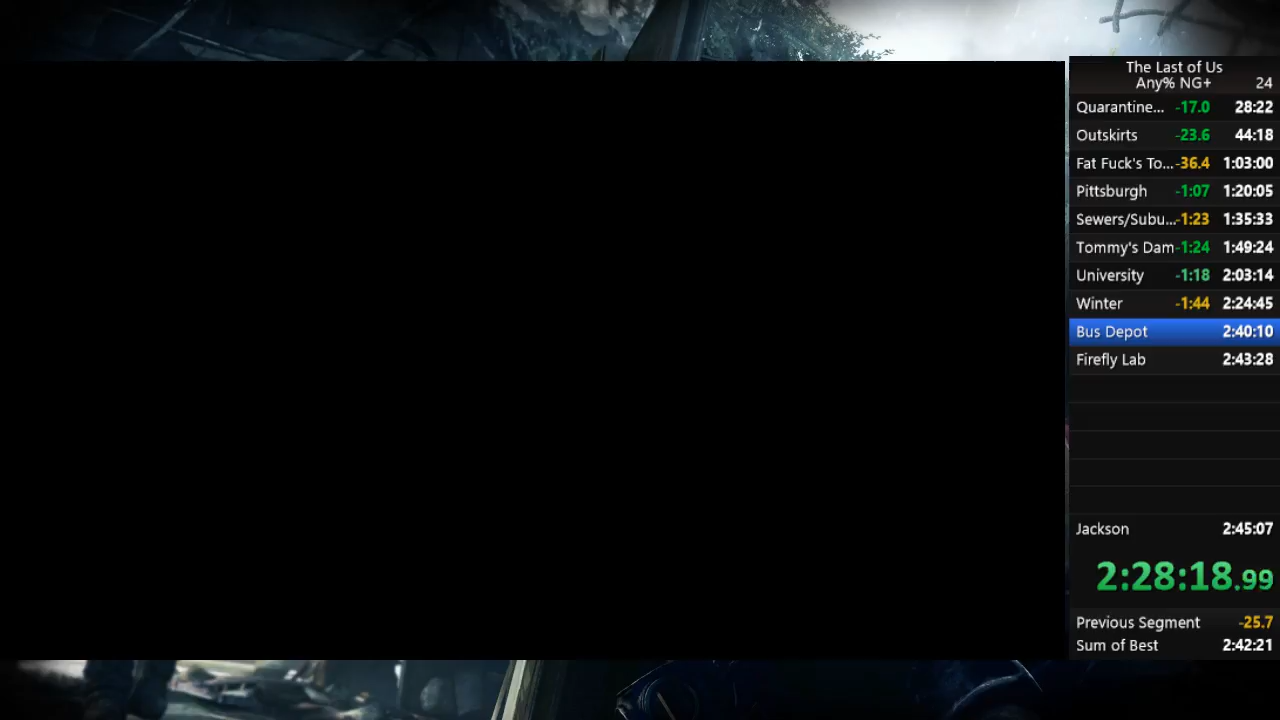 The Last of Us
Any% NG+ 24
Quarantine... -17.0 28:22
Outskirts -23.6 44:18
Fat Fuck's To... -36.4 1:03:00
Pittsburgh -1:07 1:20:05
Sewers/Subu... -1:23 1:35:33
Tommy's Dam -1:24 1:49:24
University -1:18 2:03:14
Winter -1:44 2:24:45
Bus Depot 2:40:10
Firefly Lab 2:43:28
Jackson 2:45:07
2:28:18.99
Previous Segment -25.7
Sum of Best 2:42:21